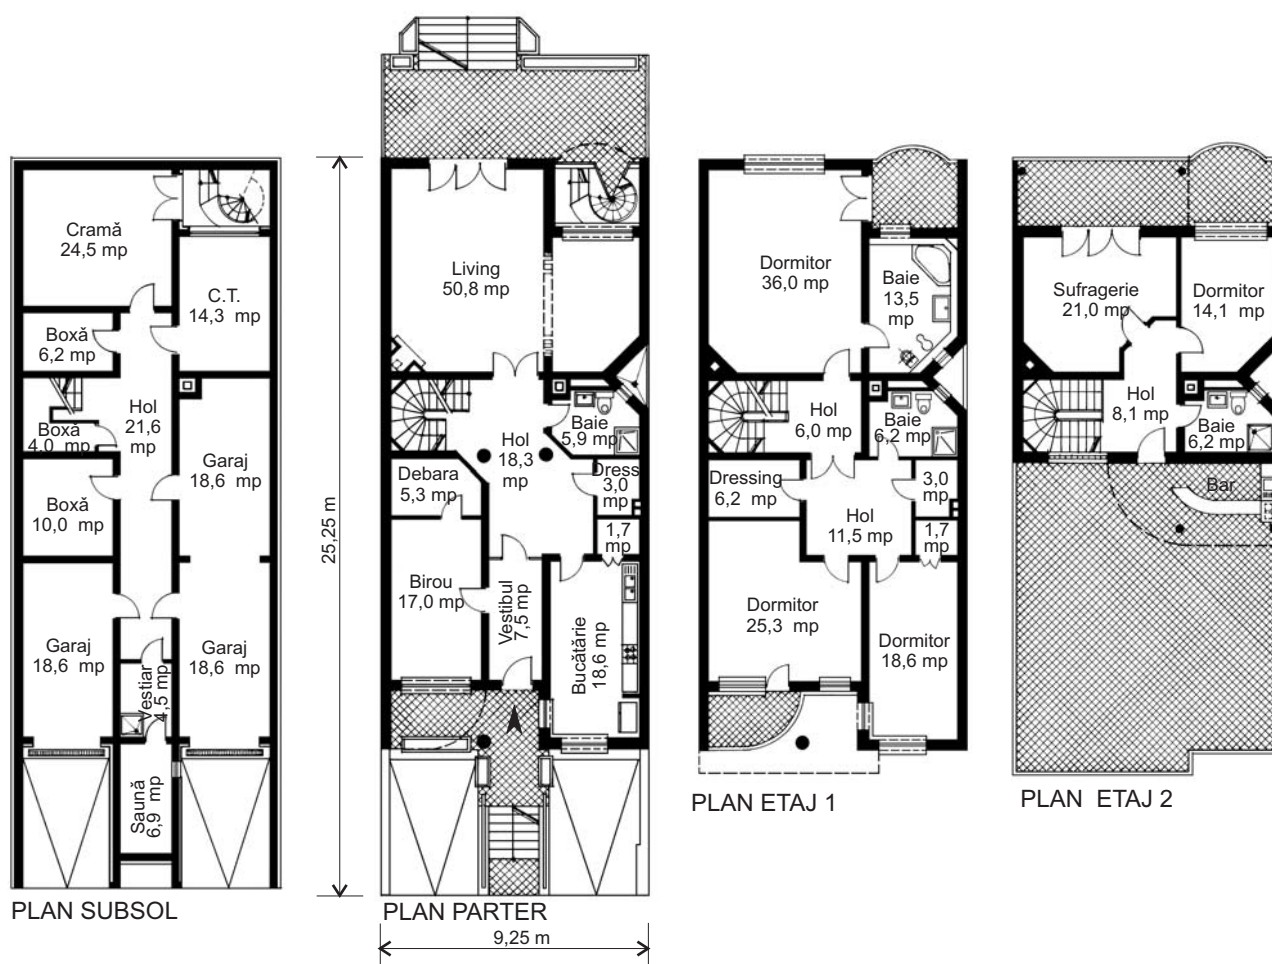 Cramă
24,5 mp
C.T.
14,3 mp
Boxă
6,2 mp
Hol
21,6
mp
Boxă
4,0 mp
Garaj
18,6 mp
Boxă
10,0 mp
Garaj
18,6 mp
Garaj
18,6 mp
Vestiar
4,5 mp
Saună
6,9 mp
PLAN SUBSOL
25,25 m
Living
50,8 mp
Baie
5,9 mp
Hol
18,3
mp
Debara
5,3 mp
Dress
3,0
mp
1,7
mp
Birou
17,0 mp
Vestibul
7,5 mp
Bucătărie
18,6 mp
PLAN PARTER
9,25 m
Dormitor
36,0 mp
Baie
13,5
mp
Hol
6,0 mp
Baie
6,2 mp
Dressing
6,2 mp
3,0
mp
Hol
11,5 mp
1,7
mp
Dormitor
25,3 mp
Dormitor
18,6 mp
PLAN ETAJ 1
Sufragerie
21,0 mp
Dormitor
14,1 mp
Hol
8,1 mp
Baie
6,2 mp
Bar
PLAN ETAJ 2